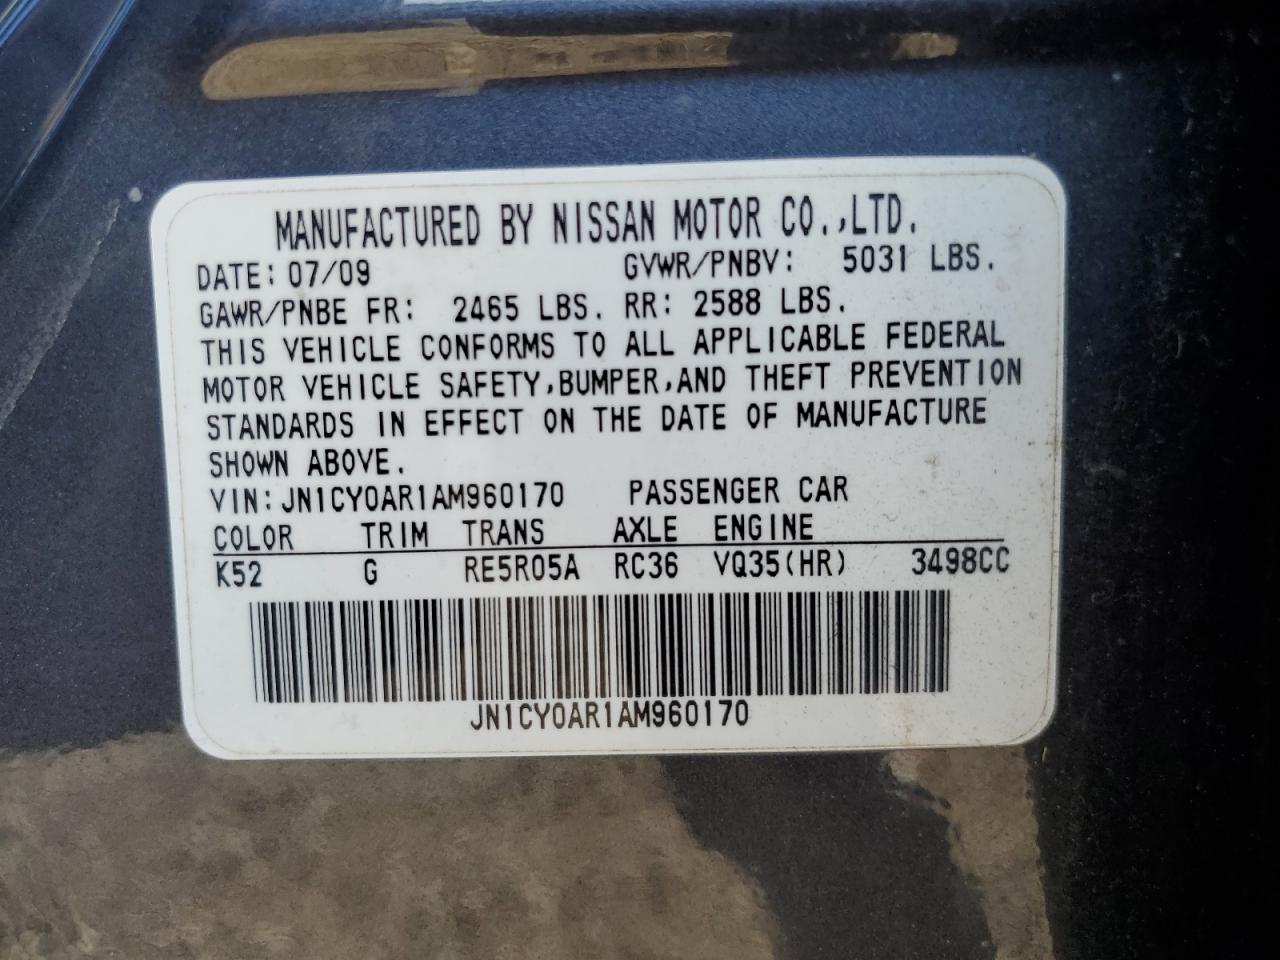 MANUFACTURED BY NISSAN MOTOR CO.,LTD.
DATE: 07/09 GVWR/PNBV: 5031 LBS.
GAWR/PNBE FR: 2465 LBS. RR: 2588 LBS.
THIS VEHICLE CONFORMS TO ALL APPLICABLE FEDERAL
MOTOR VEHICLE SAFETY,BUMPER,AND THEFT PREVENTION
STANDARDS IN EFFECT ON THE DATE OF MANUFACTURE
SHOWN ABOVE.
VIN: JN1CY0AR1AM960170 PASSENGER CAR
COLOR TRIM TRANS AXLE ENGINE
K52 G RE5R05A RC36 VQ35(HR) 3498CC
JN1CY0AR1AM960170